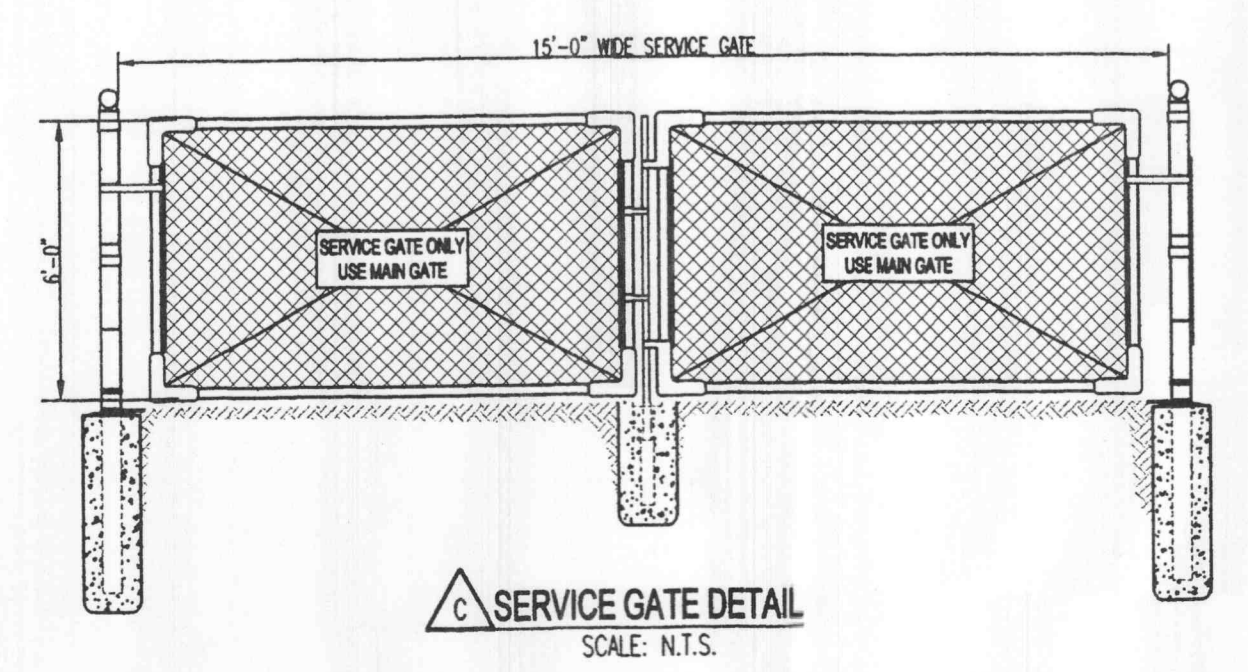 15'-0" WIDE SERVICE GATE
6'-0"
SERVICE GATE ONLY
USE MAIN GATE
SERVICE GATE ONLY
USE MAIN GATE
C SERVICE GATE DETAIL
SCALE: N.T.S.